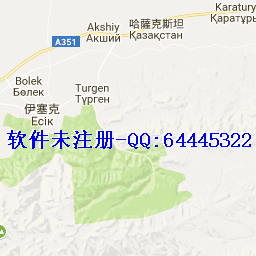 Akshiy
Акший
哈薩克斯坦
Қазақстан
Karatury
Қаратұры
A351
Bolek
Бөлек
Turgen
Түрген
伊塞克
Есік
软件未注册-QQ:64445322